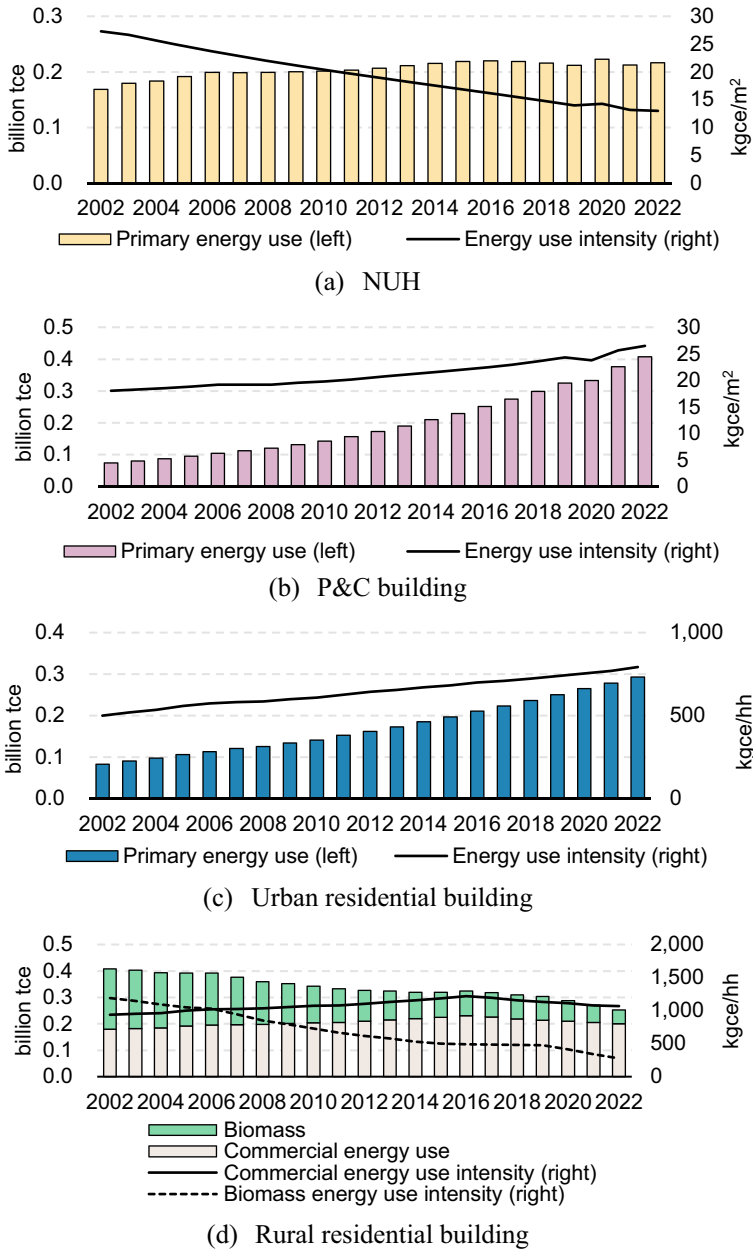 0.3 30
25
0.2 20
15
0.1 10
5
0.0 0
billion tce
kgce/m²
2002 2004 2006 2008 2010 2012 2014 2016 2018 2020 2022
Primary energy use (left) Energy use intensity (right)
(a) NUH
0.5 30
0.4 25
20
0.3
15
0.2
10
0.1 5
0.0 0
billion tce
kgce/m²
2002 2004 2006 2008 2010 2012 2014 2016 2018 2020 2022
Primary energy use (left) Energy use intensity (right)
(b) P&C building
0.4 1,000
0.3
0.2 500
0.1
0.0 0
billion tce
kgce/hh
2002 2004 2006 2008 2010 2012 2014 2016 2018 2020 2022
Primary energy use (left) Energy use intensity (right)
(c) Urban residential building
0.5 2,000
0.4 1,500
0.3
1,000
0.2
0.1 500
0.0 0
billion tce
kgce/hh
2002 2004 2006 2008 2010 2012 2014 2016 2018 2020 2022
Biomass
Commercial energy use
Commercial energy use intensity (right)
Biomass energy use intensity (right)
(d) Rural residential building